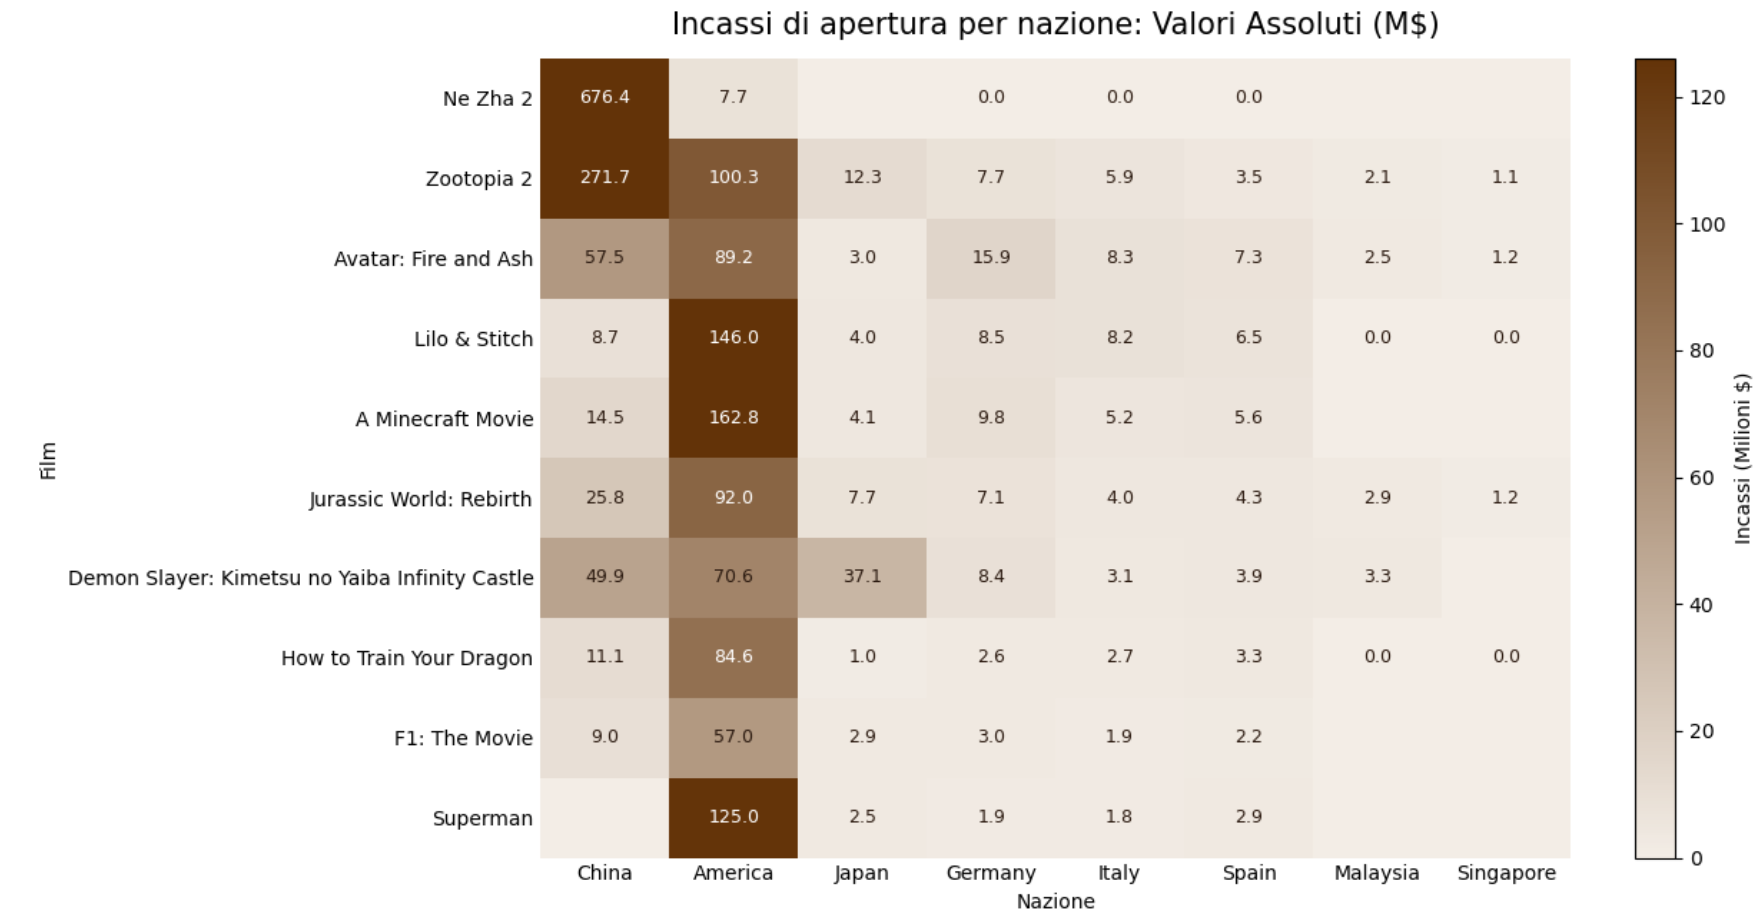 Incassi di apertura per nazione: Valori Assoluti (M$)
Ne Zha 2 676.4 7.7 0.0 0.0 0.0
Zootopia 2 271.7 100.3 12.3 7.7 5.9 3.5 2.1 1.1
Avatar: Fire and Ash 57.5 89.2 3.0 15.9 8.3 7.3 2.5 1.2
Lilo & Stitch 8.7 146.0 4.0 8.5 8.2 6.5 0.0 0.0
A Minecraft Movie 14.5 162.8 4.1 9.8 5.2 5.6
Jurassic World: Rebirth 25.8 92.0 7.7 7.1 4.0 4.3 2.9 1.2
Demon Slayer: Kimetsu no Yaiba Infinity Castle 49.9 70.6 37.1 8.4 3.1 3.9 3.3
How to Train Your Dragon 11.1 84.6 1.0 2.6 2.7 3.3 0.0 0.0
F1: The Movie 9.0 57.0 2.9 3.0 1.9 2.2
Superman 125.0 2.5 1.9 1.8 2.9
China America Japan Germany Italy Spain Malaysia Singapore
Nazione
Film
120
100
80
60
40
20
0
Incassi (Milioni $)